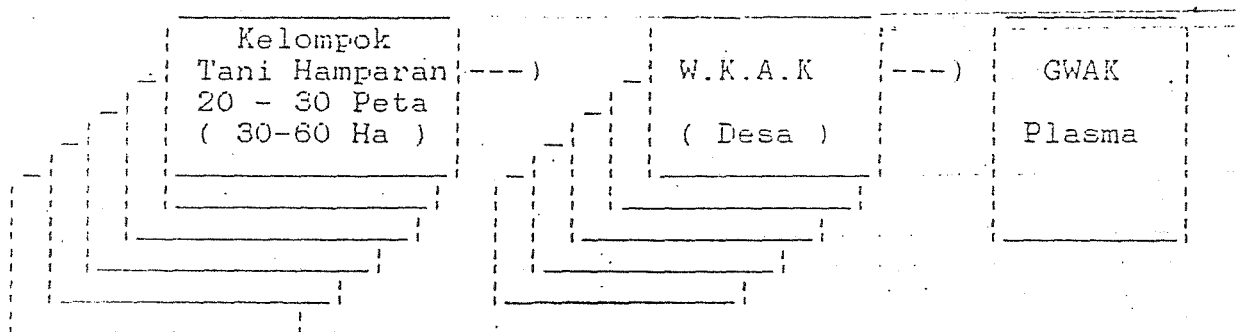 Kelompok
Tani Hamparan ---)
20 - 30 Peta
( 30-60 Ha )
W.K.A.K ---)
( Desa )
GWAK
Plasma